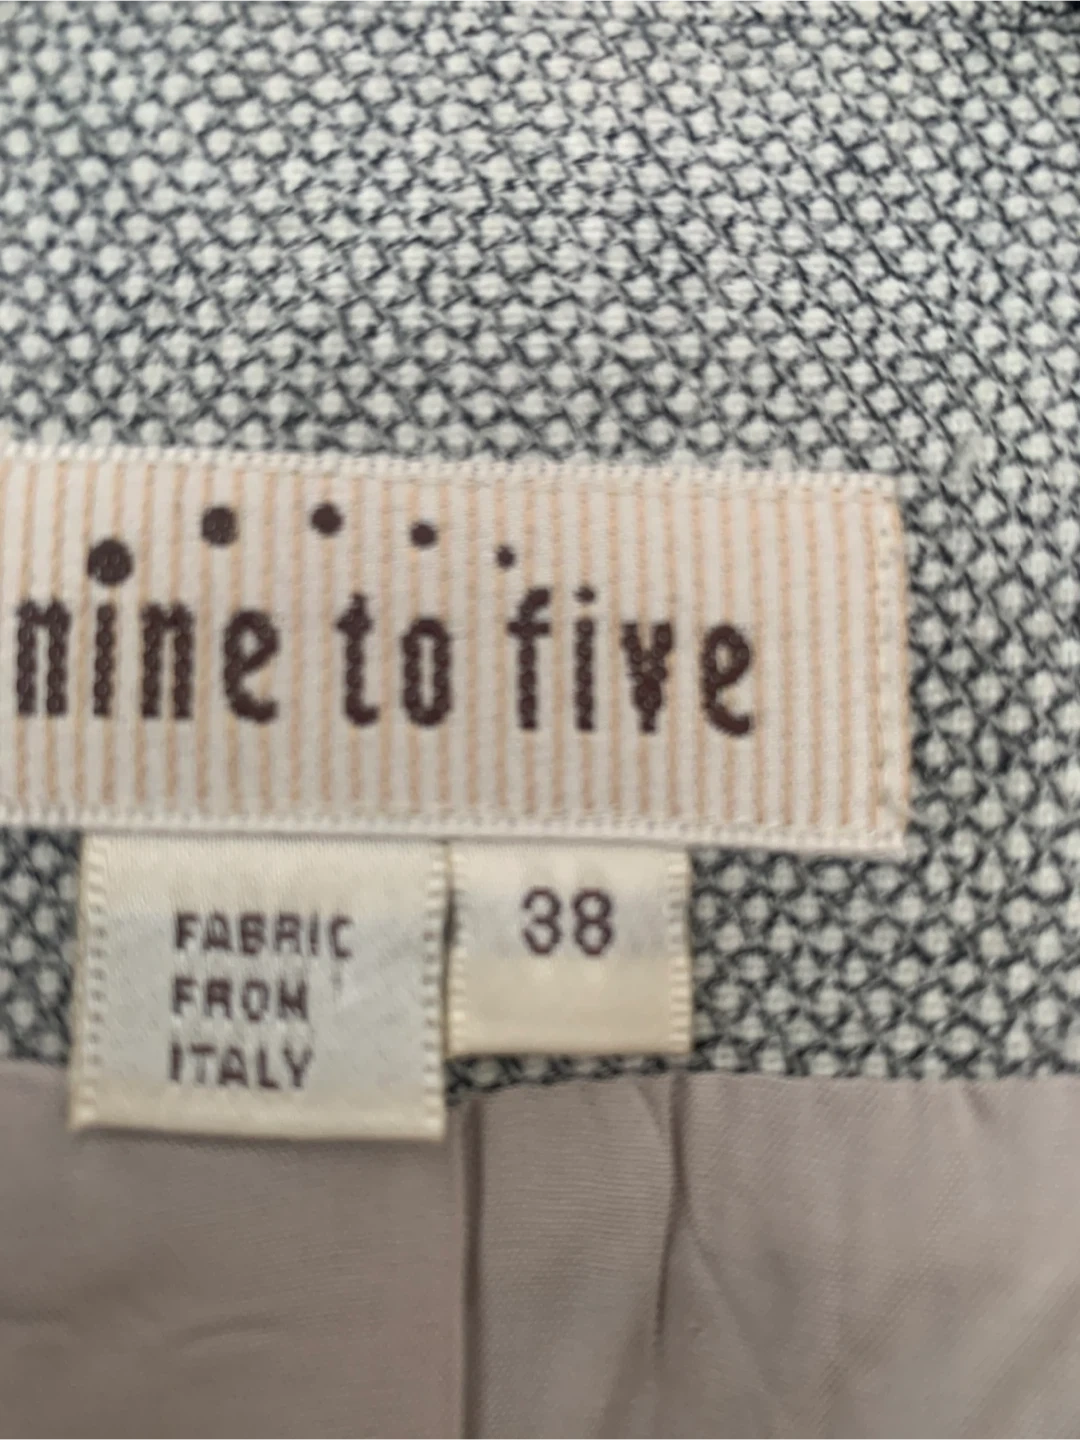 nine to five
FABRIC
FROM
ITALY
38